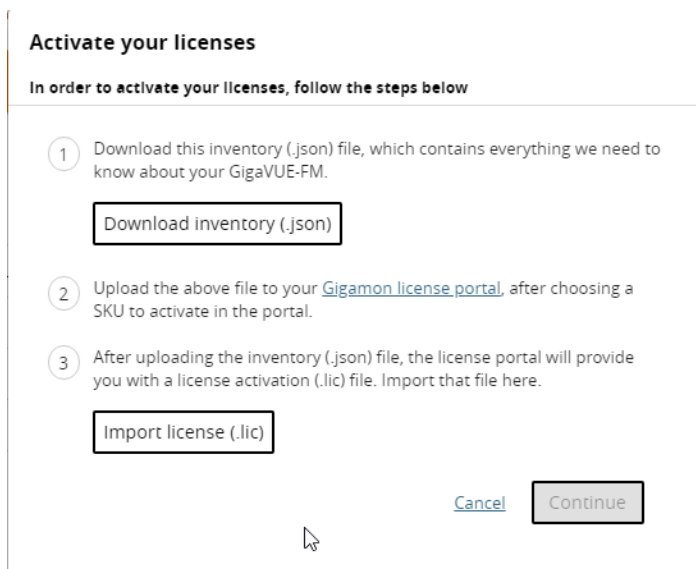 Activate your licenses
In order to activate your licenses, follow the steps below
1
Download this inventory (.json) file, which contains everything we need to
know about your GigaVUE-FM.
Download inventory (.json)
2
Upload the above file to your Gigamon license portal, after choosing a
SKU to activate in the portal.
3
After uploading the inventory (.json) file, the license portal will provide
you with a license activation (.lic) file. Import that file here.
Import license (.lic)
Cancel
Continue